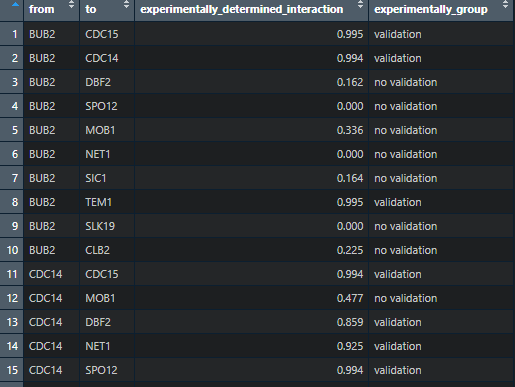 from to experimentally_determined_interaction experimentally_group
1 BUB2 CDC15 0.995 validation
2 BUB2 CDC14 0.994 validation
3 BUB2 DBF2 0.162 no validation
4 BUB2 SPO12 0.000 no validation
5 BUB2 MOB1 0.336 no validation
6 BUB2 NET1 0.000 no validation
7 BUB2 SIC1 0.164 no validation
8 BUB2 TEM1 0.995 validation
9 BUB2 SLK19 0.000 no validation
10 BUB2 CLB2 0.225 no validation
11 CDC14 CDC15 0.994 validation
12 CDC14 MOB1 0.477 no validation
13 CDC14 DBF2 0.859 validation
14 CDC14 NET1 0.925 validation
15 CDC14 SPO12 0.994 validation